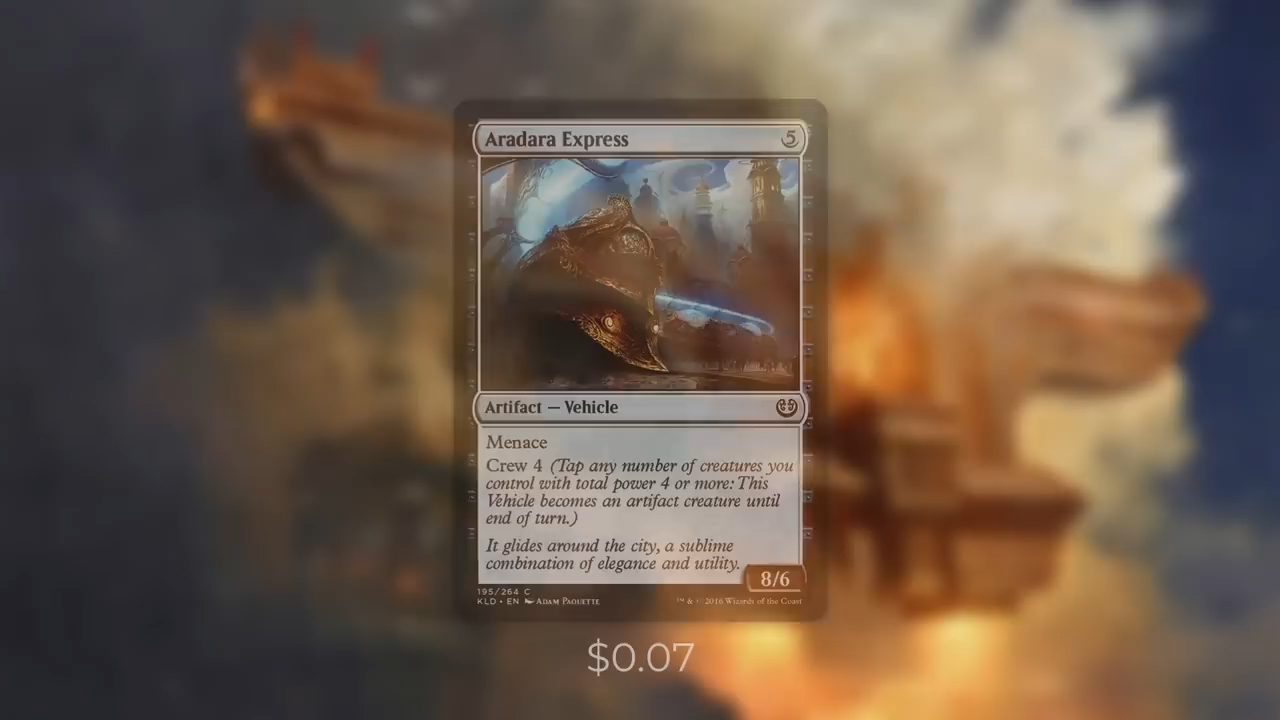 Aradara Express 5
Artifact — Vehicle
Menace
Crew 4 (Tap any number of creatures you
control with total power 4 or more: This
Vehicle becomes an artifact creature until
end of turn.)
It glides around the city, a sublime
combination of elegance and utility.
8/6
195/264 C
KLD • EN Adam Paquette
™ & © 2016 Wizards of the Coast
$0.07